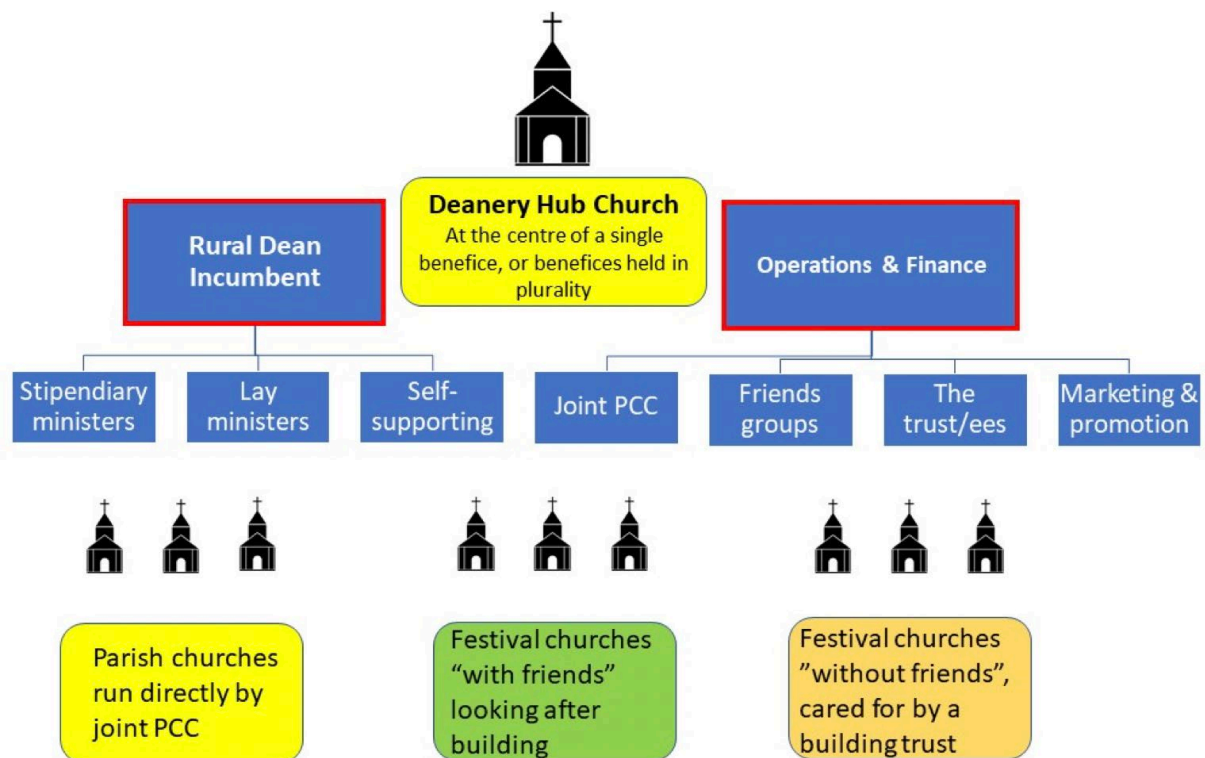 Deanery Hub Church
At the centre of a single
benefice, or benefices held in
plurality
Rural Dean
Incumbent
Operations & Finance
Stipendiary
ministers
Lay
ministers
Self-
supporting
Joint PCC
Friends
groups
The
trust/ees
Marketing &
promotion
Parish churches
run directly by
joint PCC
Festival churches
“with friends”
looking after
building
Festival churches
”without friends”,
cared for by a
building trust